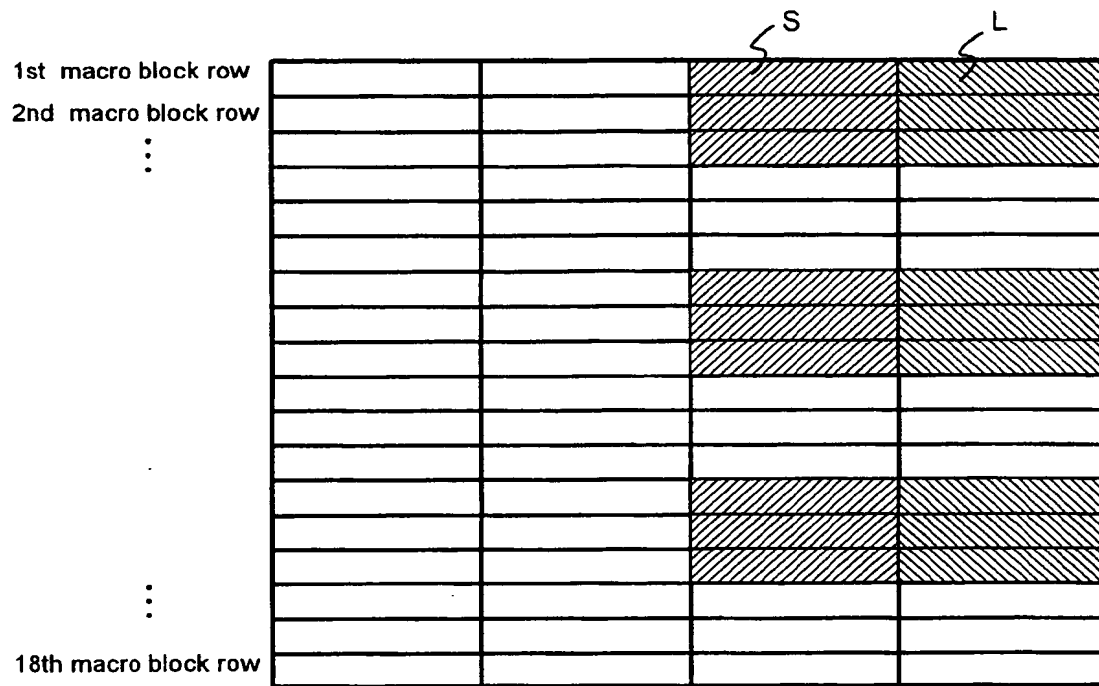 S
L
1st macro block row
2nd macro block row
⋮
⋮
18th macro block row